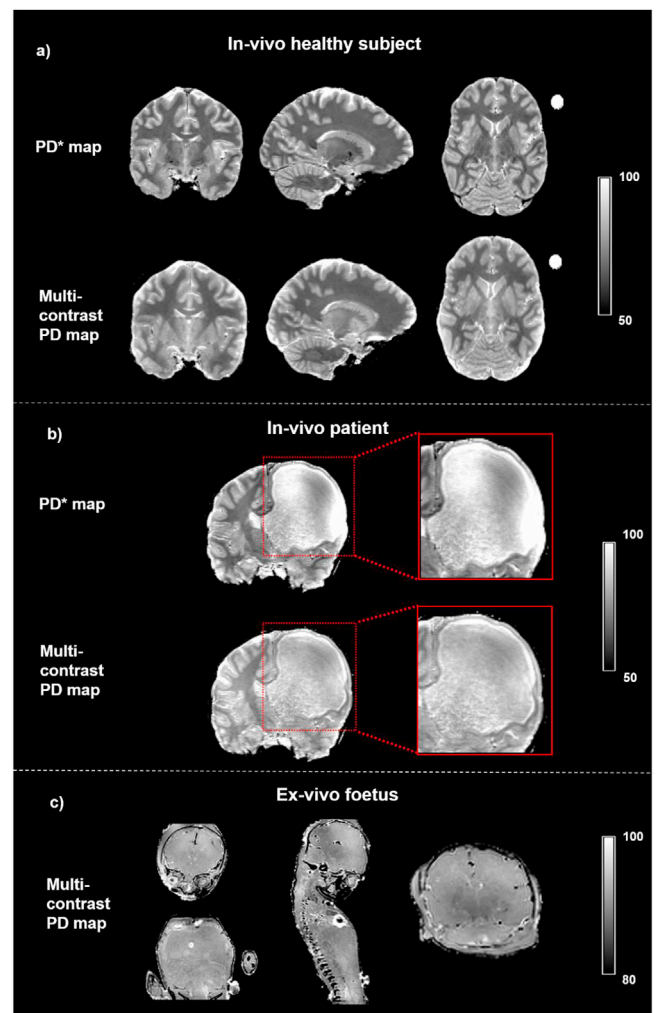 a)
In-vivo healthy subject
PD* map
100
Multi-
contrast
PD map
50
b)
In-vivo patient
PD* map
100
Multi-
contrast
PD map
50
c)
Ex-vivo foetus
100
Multi-
contrast
PD map
80